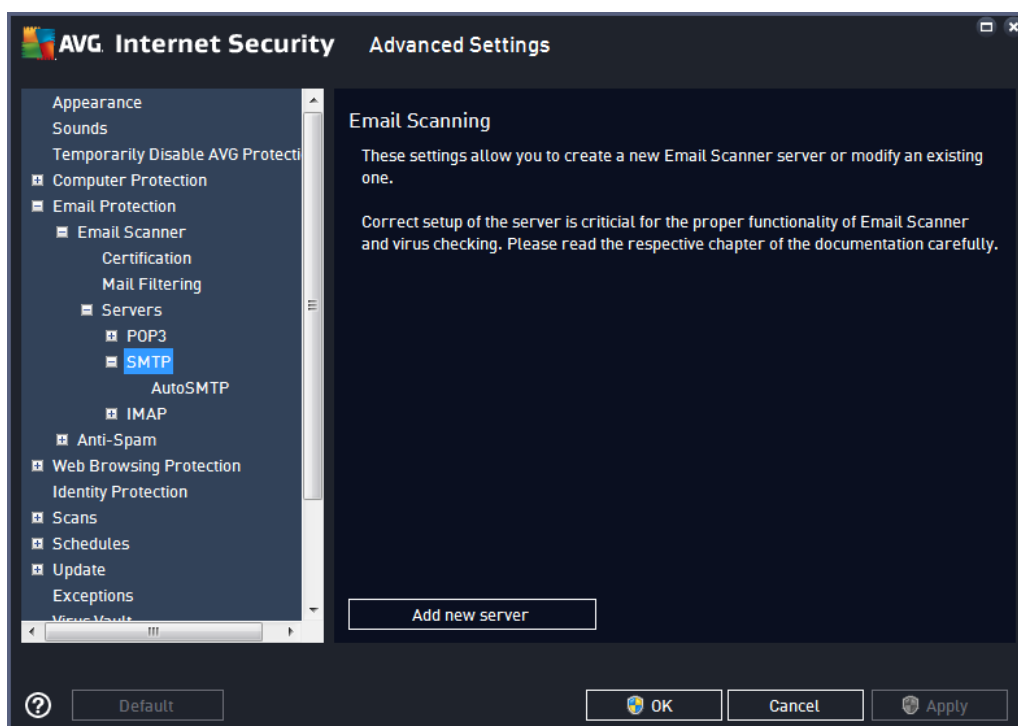 AVG. Internet Security Advanced Settings
Appearance
Sounds
Temporarily Disable AVG Protecti
Computer Protection
Email Protection
Email Scanner
Certification
Mail Filtering
Servers
POP3
SMTP
AutoSMTP
IMAP
Anti-Spam
Web Browsing Protection
Identity Protection
Scans
Schedules
Update
Exceptions
Virus Vault
Email Scanning
These settings allow you to create a new Email Scanner server or modify an existing
one.
Correct setup of the server is criticial for the proper functionality of Email Scanner
and virus checking. Please read the respective chapter of the documentation carefully.
Add new server
Default
OK
Cancel
Apply